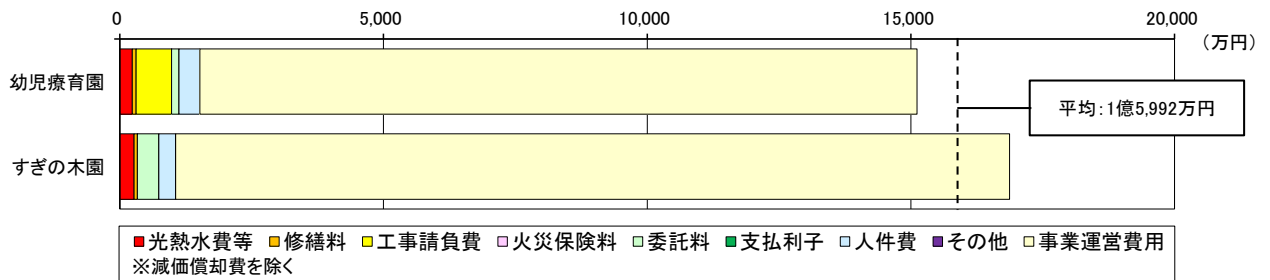 0 5,000 10,000 15,000 20,000
(万円)
幼児療育園
平均：1億5,992万円
すぎの木園
■光熱水費等 ■修繕料 ■工事請負費 ■火災保険料 ■委託料 ■支払利子 ■人件費 ■その他 ■事業運営費用
※減価償却費を除く